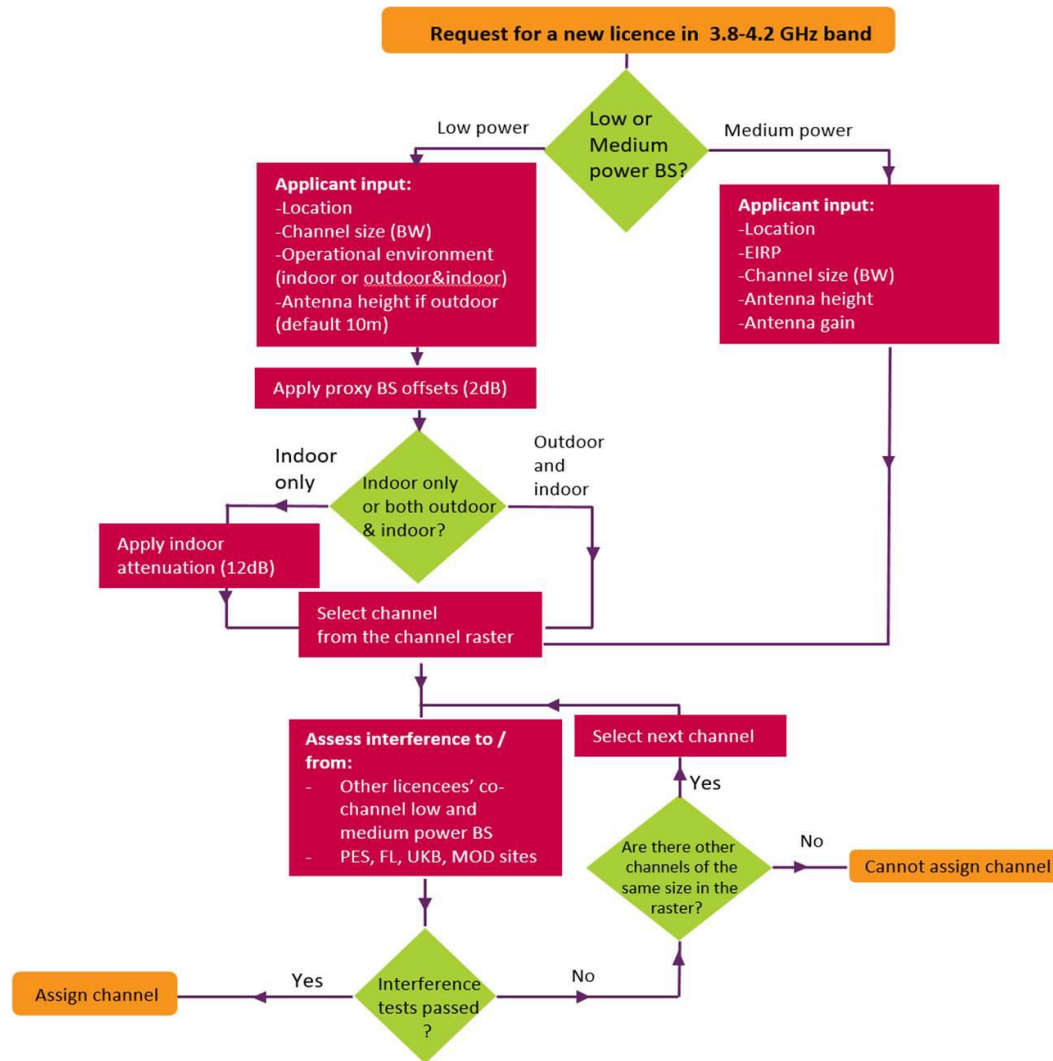 Request for a new licence in  3.8-4.2 GHz band
Low or
Medium
power BS?
Low power
Medium power
Applicant input:
-Location
-Channel size (BW)
-Operational environment
(indoor or outdoor&indoor)
-Antenna height if outdoor
(default 10m)
Applicant input:
-Location
-EIRP
-Channel size (BW)
-Antenna height
-Antenna gain
Apply proxy BS offsets (2dB)
Indoor
only
Indoor only
or both outdoor
& indoor?
Outdoor
and
indoor
Apply indoor
attenuation (12dB)
Select channel
from the channel raster
Assess interference to /
from:
- Other licencees’ co-
channel low and
medium power BS
- PES, FL, UKB, MOD sites
Select next channel
Yes
Are there other
channels of the
same size in the
raster?
No
Cannot assign channel
Interference
tests passed
?
Yes
No
Assign channel